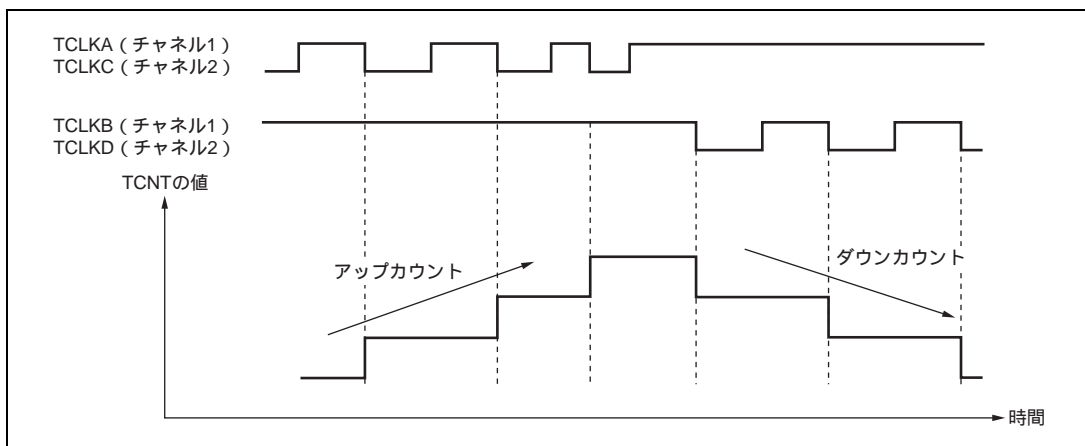 TCLKA(チャネル1)
TCLKC(チャネル2)
TCLKB(チャネル1)
TCLKD(チャネル2)
TCNTの値
アップカウント
ダウンカウント
時間